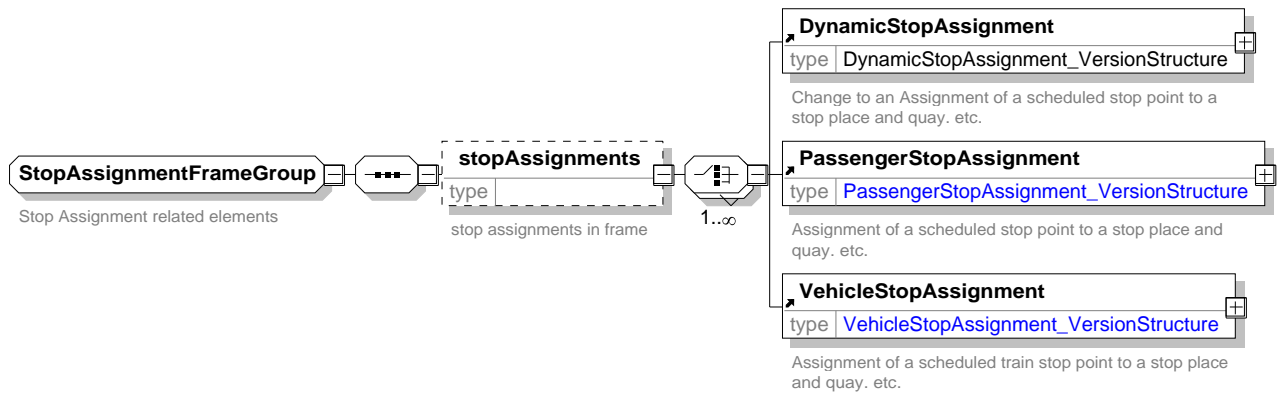 StopAssignmentFrameGroup
Stop Assignment related elements
stopAssignments
type
stop assignments in frame
1..∞
DynamicStopAssignment
type DynamicStopAssignment_VersionStructure
Change to an Assignment of a scheduled stop point to a
stop place and quay. etc.
PassengerStopAssignment
type PassengerStopAssignment_VersionStructure
Assignment of a scheduled stop point to a stop place and
quay. etc.
VehicleStopAssignment
type VehicleStopAssignment_VersionStructure
Assignment of a scheduled train stop point to a stop place
and quay. etc.